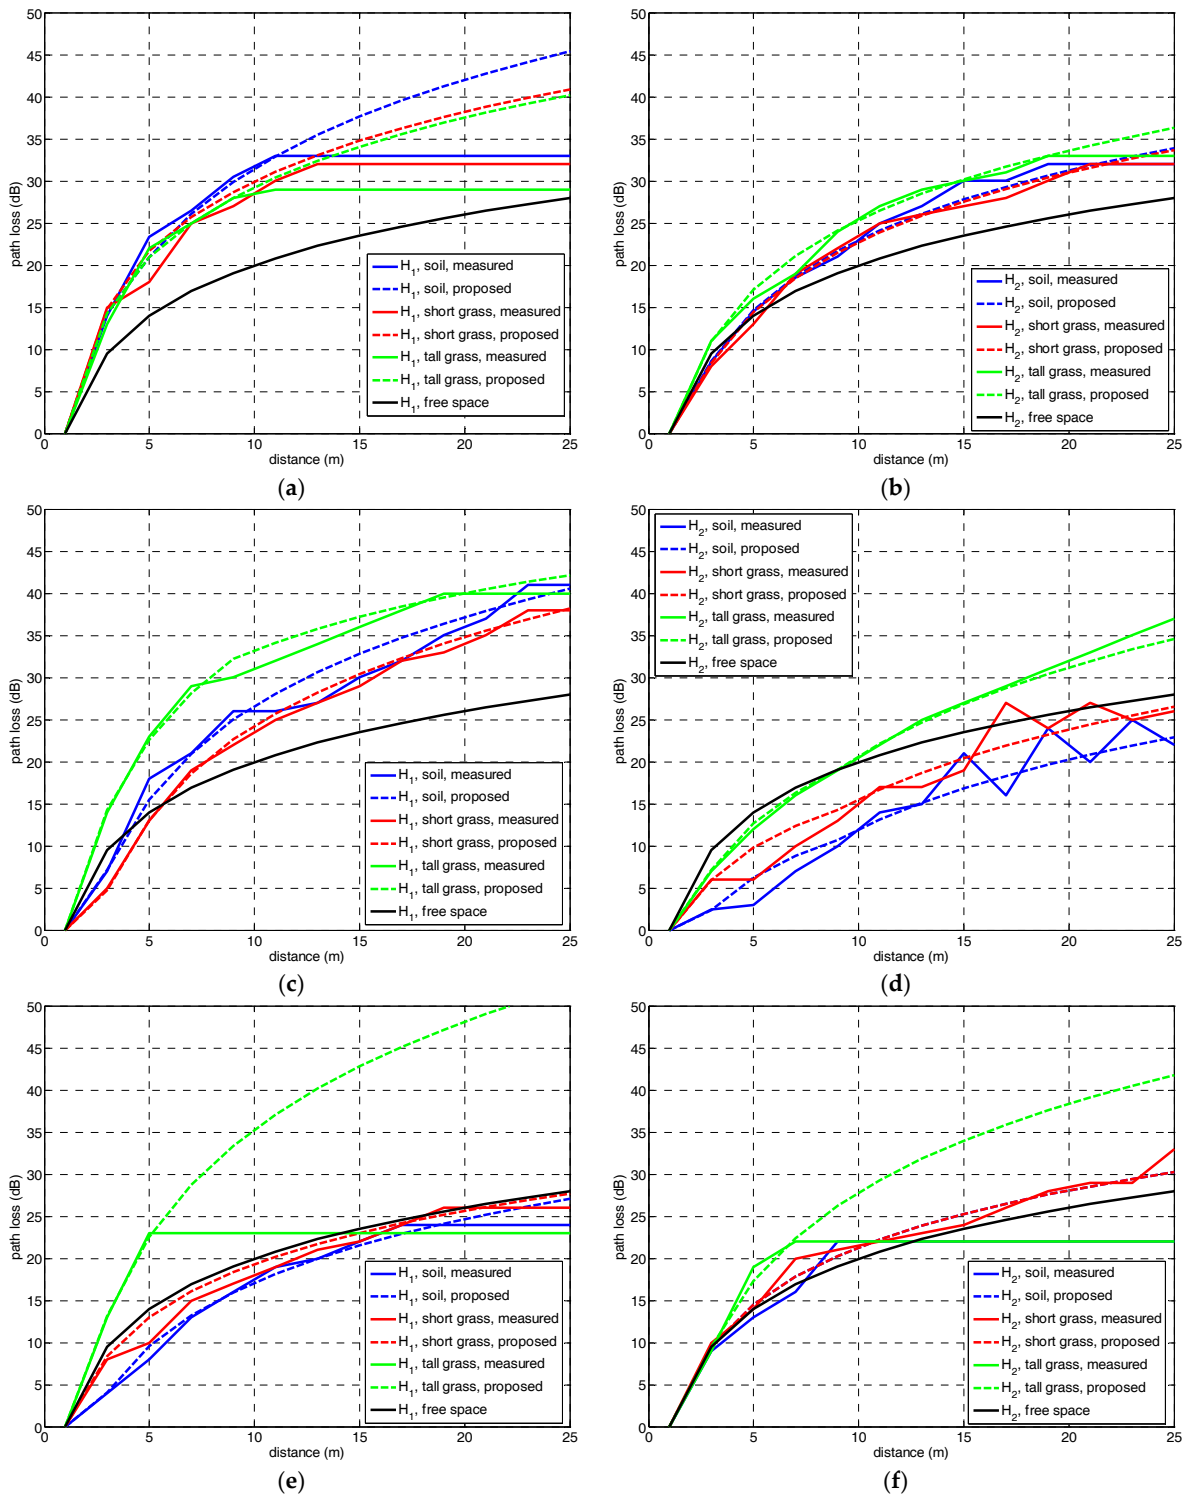 50
45
40
35
30
25
20
15
10
5
0
path loss (dB)
H1, soil, measured
H1, soil, proposed
H1, short grass, measured
H1, short grass, proposed
H1, tall grass, measured
H1, tall grass, proposed
H1, free space
0 5 10 15 20 25
distance (m)
(a)
50
45
40
35
30
25
20
15
10
5
0
path loss (dB)
H2, soil, measured
H2, soil, proposed
H2, short grass, measured
H2, short grass, proposed
H2, tall grass, measured
H2, tall grass, proposed
H2, free space
0 5 10 15 20 25
distance (m)
(b)
50
45
40
35
30
25
20
15
10
5
0
path loss (dB)
H1, soil, measured
H1, soil, proposed
H1, short grass, measured
H1, short grass, proposed
H1, tall grass, measured
H1, tall grass, proposed
H1, free space
0 5 10 15 20 25
distance (m)
(c)
50
45
40
35
30
25
20
15
10
5
0
path loss (dB)
H2, soil, measured
H2, soil, proposed
H2, short grass, measured
H2, short grass, proposed
H2, tall grass, measured
H2, tall grass, proposed
H2, free space
0 5 10 15 20 25
distance (m)
(d)
50
45
40
35
30
25
20
15
10
5
0
path loss (dB)
H1, soil, measured
H1, soil, proposed
H1, short grass, measured
H1, short grass, proposed
H1, tall grass, measured
H1, tall grass, proposed
H1, free space
0 5 10 15 20 25
distance (m)
(e)
50
45
40
35
30
25
20
15
10
5
0
path loss (dB)
H2, soil, measured
H2, soil, proposed
H2, short grass, measured
H2, short grass, proposed
H2, tall grass, measured
H2, tall grass, proposed
H2, free space
0 5 10 15 20 25
distance (m)
(f)